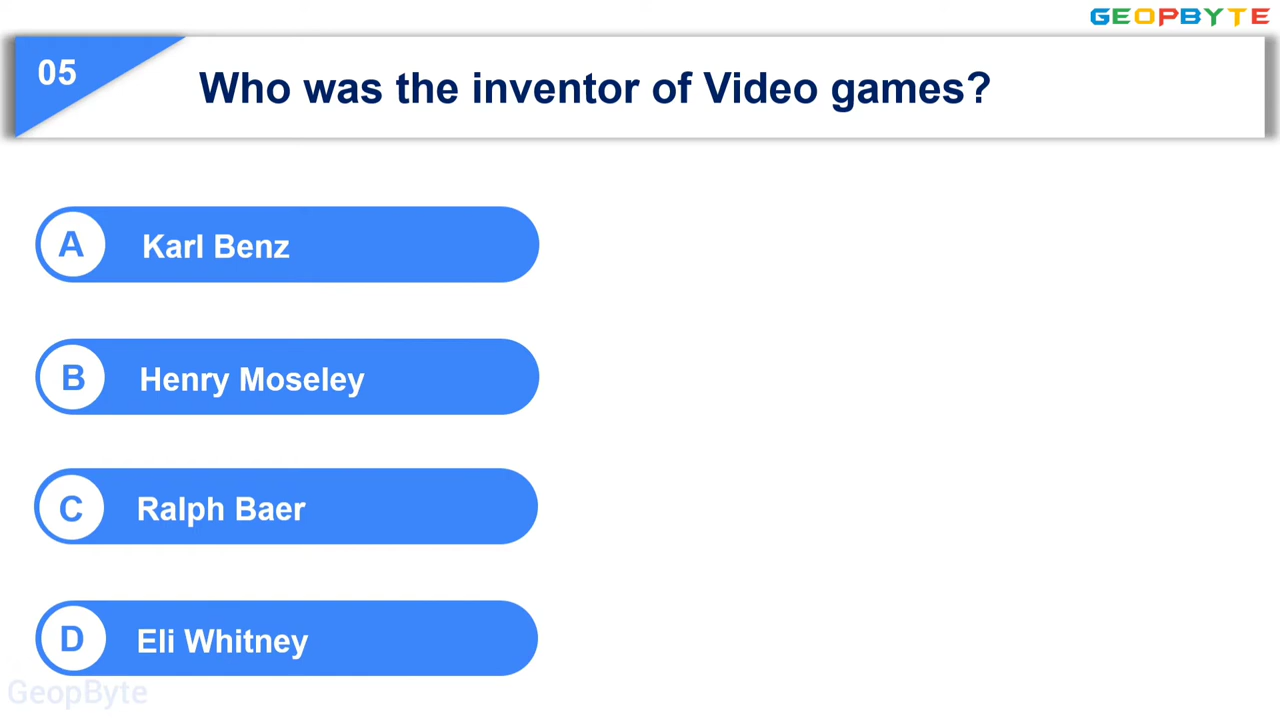 GEOPBYTE
05
Who was the inventor of Video games?
A Karl Benz
B Henry Moseley
C Ralph Baer
D Eli Whitney
GeopByte